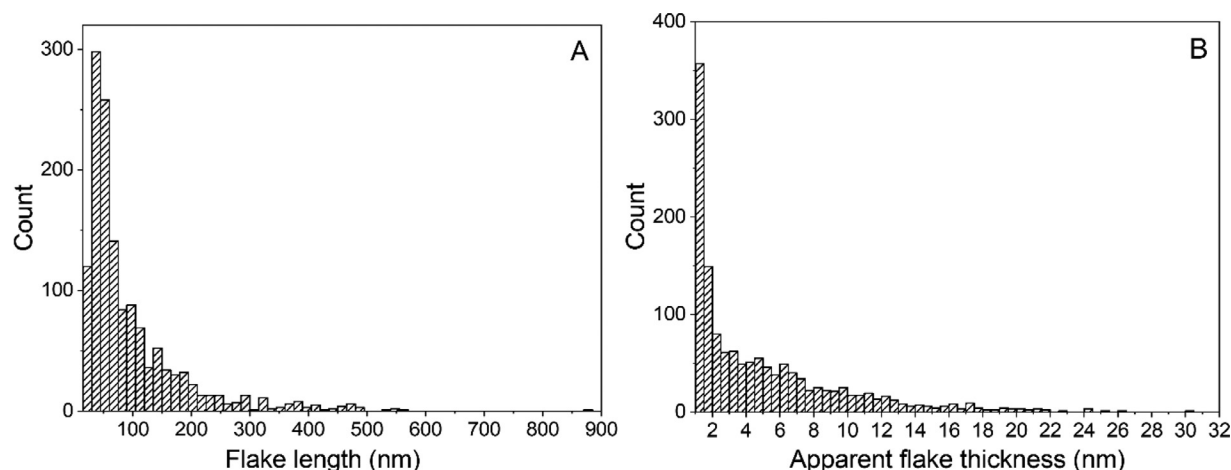 A
300
200
100
0
Count
100 200 300 400 500 600 700 800 900
Flake length (nm)
B
400
300
200
100
0
Count
2 4 6 8 10 12 14 16 18 20 22 24 26 28 30 32
Apparent flake thickness (nm)